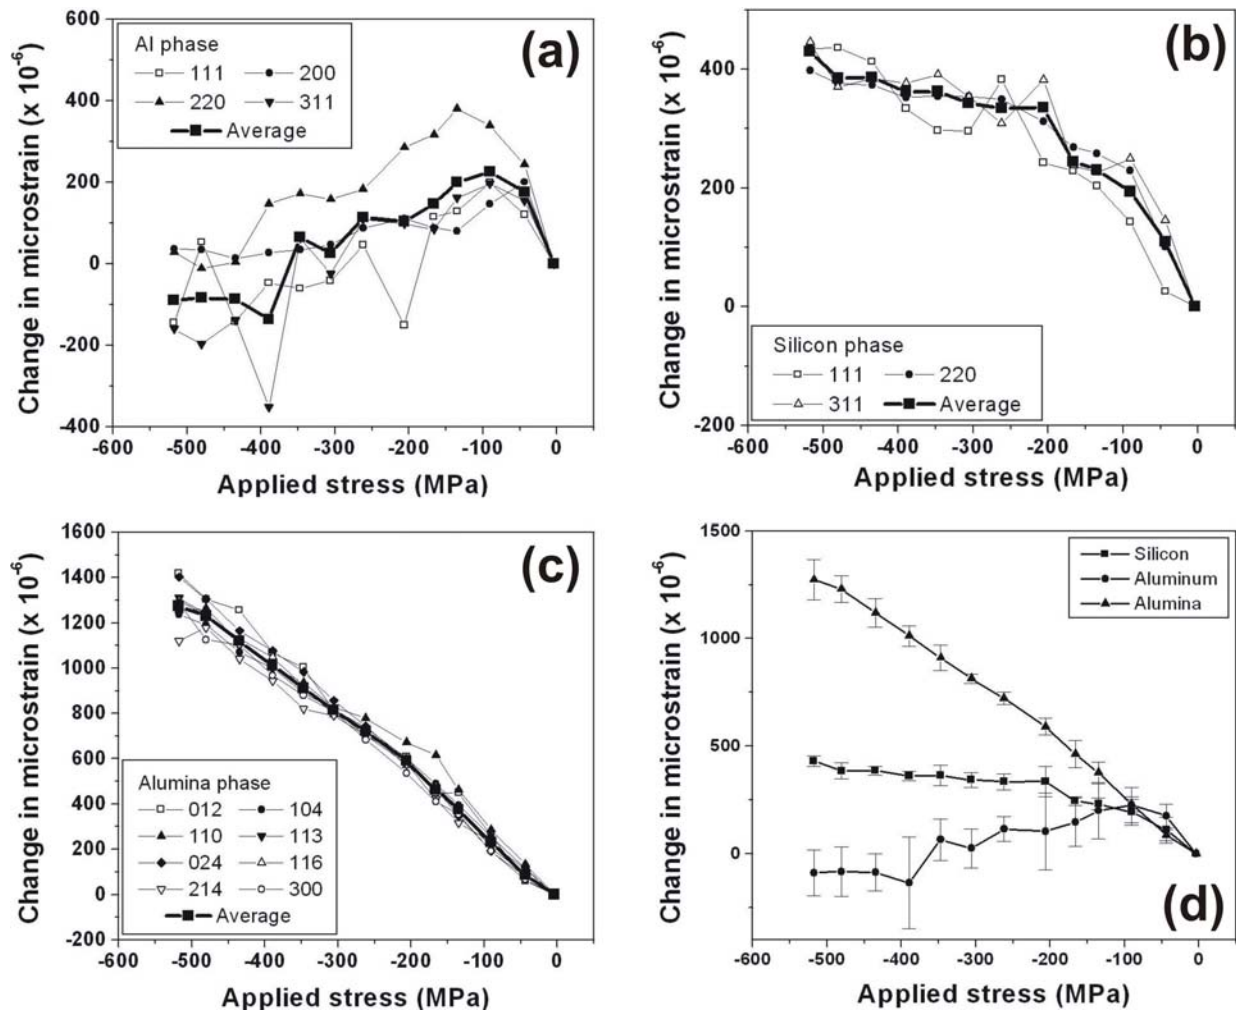 (a)
Al phase
111 200
220 311
Average
600
400
200
0
-200
-400
-600 -500 -400 -300 -200 -100 0
Change in microstrain (x 10⁻⁶)
Applied stress (MPa)
(b)
400
200
0
-200
-600 -500 -400 -300 -200 -100 0
Silicon phase
111 220
311 Average
Change in microstrain (x 10⁻⁶)
Applied stress (MPa)
(c)
1600
1400
1200
1000
800
600
400
200
0
-200
-600 -500 -400 -300 -200 -100 0
Alumina phase
012 104
110 113
024 116
214 300
Average
Change in microstrain (x 10⁻⁶)
Applied stress (MPa)
(d)
Silicon
Aluminum
Alumina
1500
1000
500
0
-600 -500 -400 -300 -200 -100 0
Change in microstrain (x 10⁻⁶)
Applied stress (MPa)